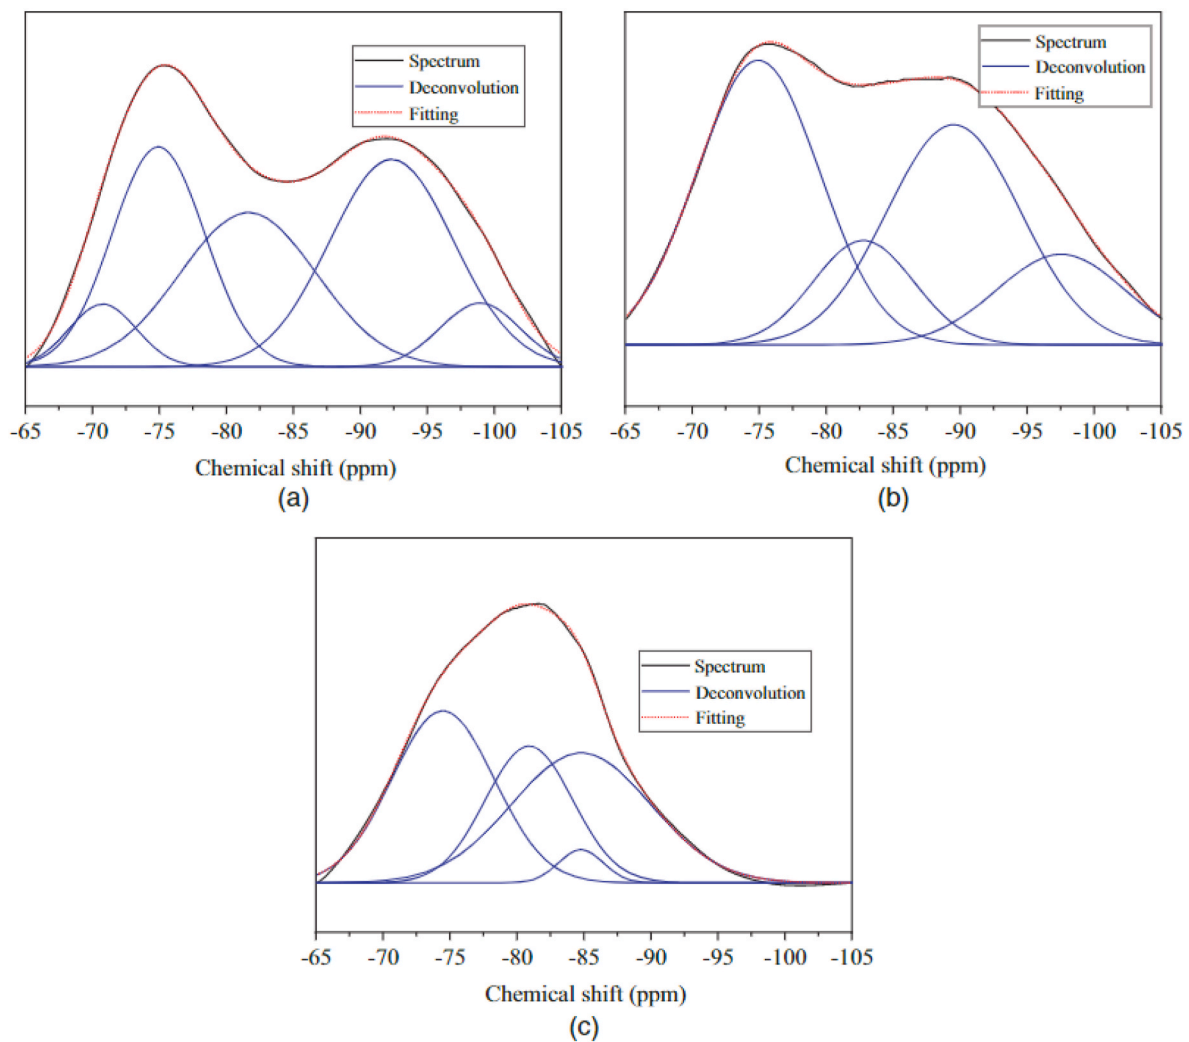 Spectrum
Deconvolution
Fitting
-65 -70 -75 -80 -85 -90 -95 -100 -105
Chemical shift (ppm)
(a)
Spectrum
Deconvolution
Fitting
-65 -70 -75 -80 -85 -90 -95 -100 -105
Chemical shift (ppm)
(b)
Spectrum
Deconvolution
Fitting
-65 -70 -75 -80 -85 -90 -95 -100 -105
Chemical shift (ppm)
(c)